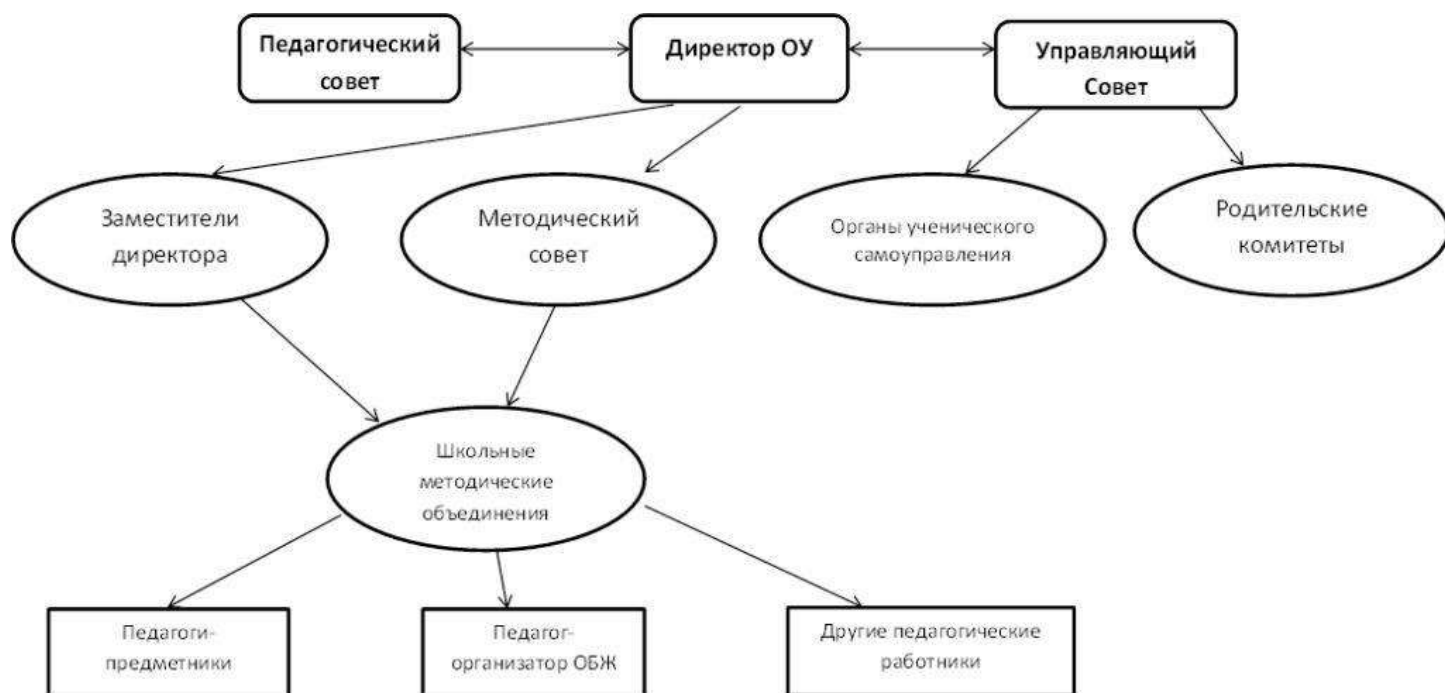 Педагогический
совет
Директор ОУ
Управляющий
Совет
Заместители
директора
Методический
совет
Органы ученического
самоуправления
Родительские
комитеты
Школьные
методические
объединения
Педагоги-
предметники
Педагог-
организатор ОБЖ
Другие педагогические
работники